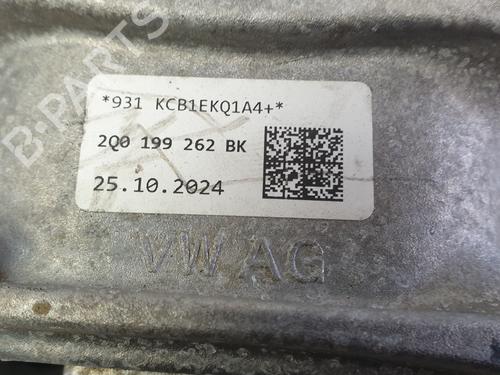 B-PARTS
*931 KCB1EKQ1A4+*
2Q0 199 262 BK
25.10.2024
VW AG